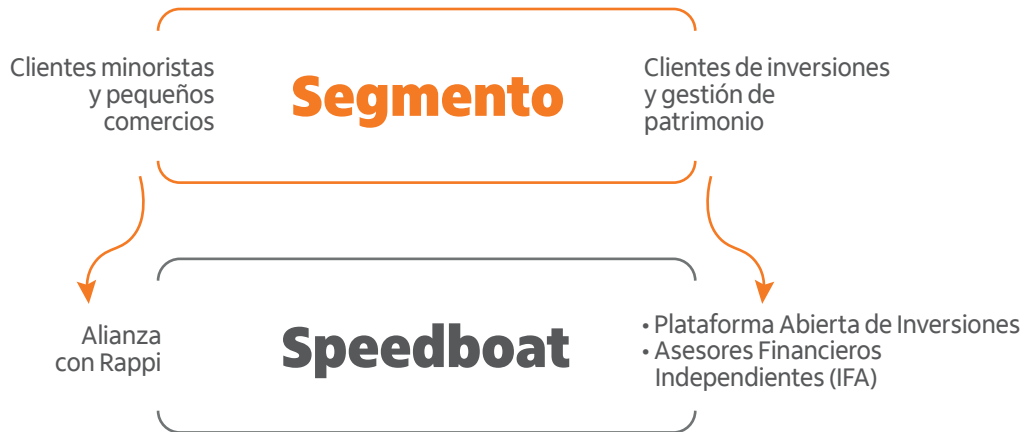 Clientes minoristas
y pequeños
comercios
Segmento
Clientes de inversiones
y gestión de
patrimonio
Alianza
con Rappi
Speedboat
• Plataforma Abierta de Inversiones
• Asesores Financieros
Independientes (IFA)